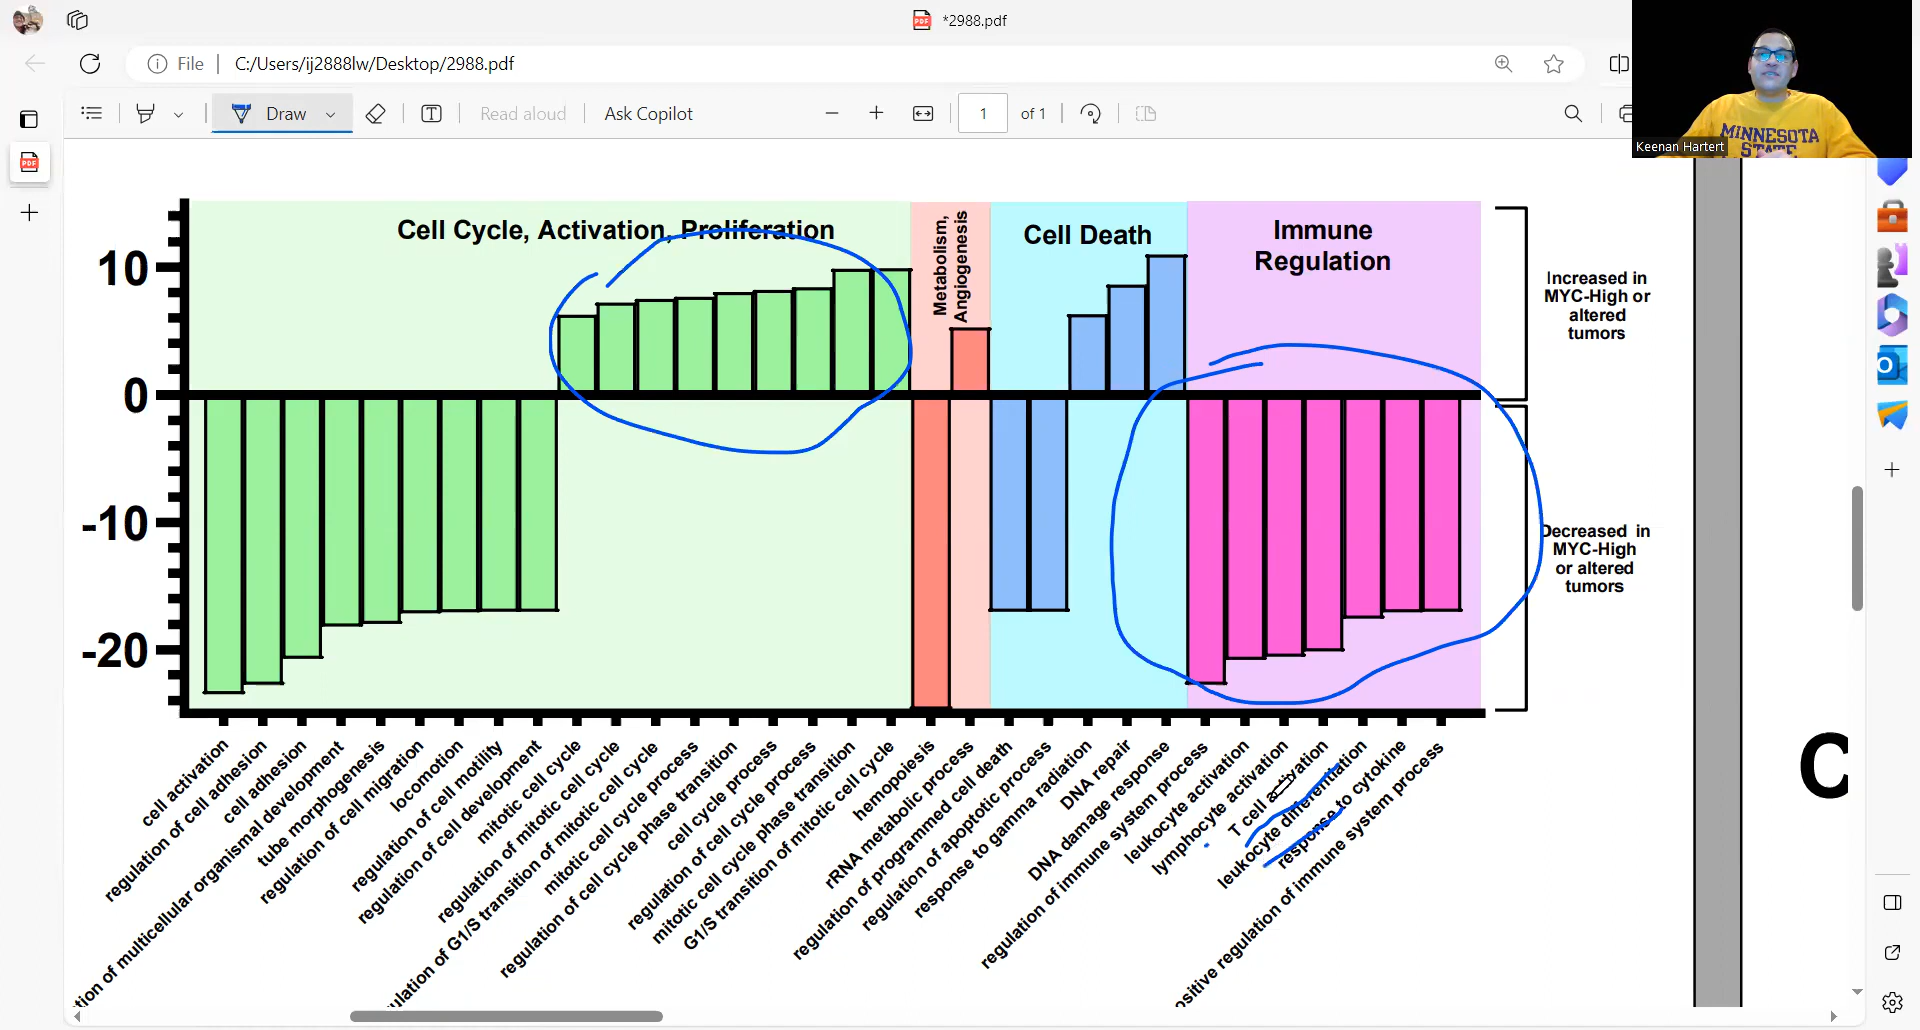 *2988.pdf
File
C:/Users/ij2888lw/Desktop/2988.pdf
Draw
Read aloud
Ask Copilot
1
of 1
Keenan Hartert
MINNESOTA
STATE
Cell Cycle, Activation, Proliferation
Metabolism,
Angiogenesis
Cell Death
Immune
Regulation
10
0
-10
-20
Increased in
MYC-High or
altered
tumors
Decreased in
MYC-High
or altered
tumors
cell activation
regulation of cell adhesion
cell adhesion
tion of multicellular organismal development
tube morphogenesis
regulation of cell migration
locomotion
regulation of cell motility
regulation of cell development
mitotic cell cycle
regulation of mitotic cell cycle
ulation of G1/S transition of mitotic cell cycle
mitotic cell cycle process
regulation of cell cycle phase transition
cell cycle process
regulation of cell cycle process
mitotic cell cycle phase transition
G1/S transition of mitotic cell cycle
hemopoiesis
rRNA metabolic process
regulation of programmed cell death
regulation of apoptotic process
response to gamma radiation
DNA repair
DNA damage response
regulation of immune system process
leukocyte activation
lymphocyte activation
T cell activation
leukocyte differentiation
response to cytokine
ositive regulation of immune system process
C